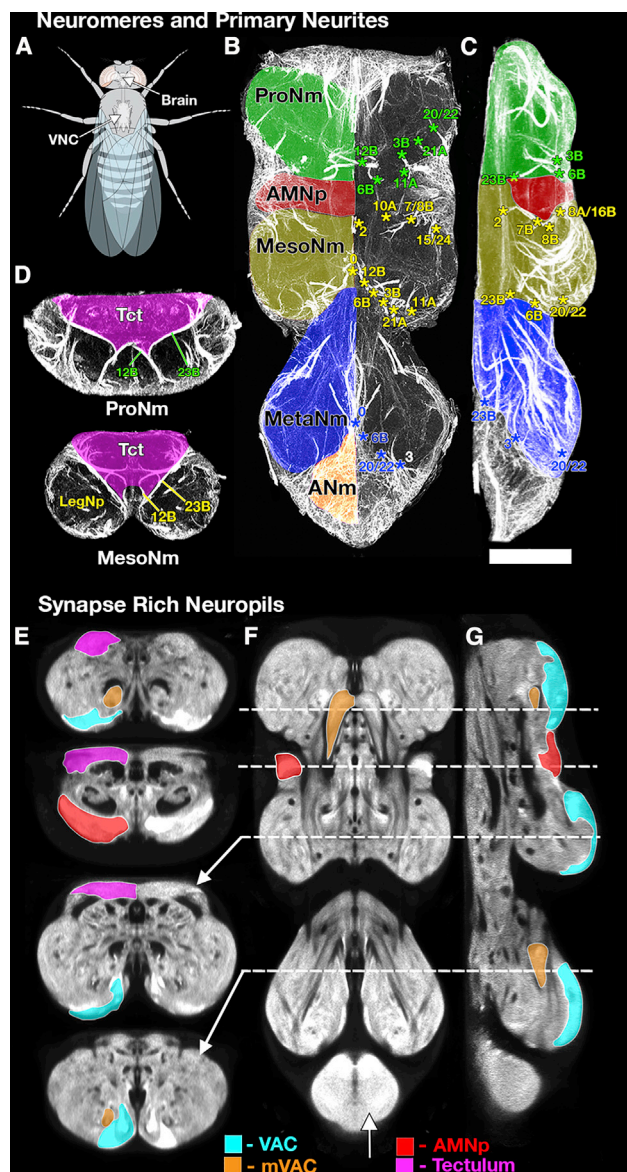 Neuromeres and Primary Neurites
A
B
C
Brain
VNC
ProNm
20/22
3B
21A
12B
6B
11A
3B
6B
23B
AMNp
10A
7/8B
2
15/24
2
8A/16B
7B
8B
MesoNm
0
12B
3B
6B
21A
11A
23B
6B
20/22
D
Tct
12B
23B
ProNm
Tct
LegNp
12B
23B
MesoNm
MetaNm
0
6B
3
20/22
ANm
23B
3
20/22
Synapse Rich Neuropils
E
F
G
- VAC
- mVAC
- AMNp
- Tectulum